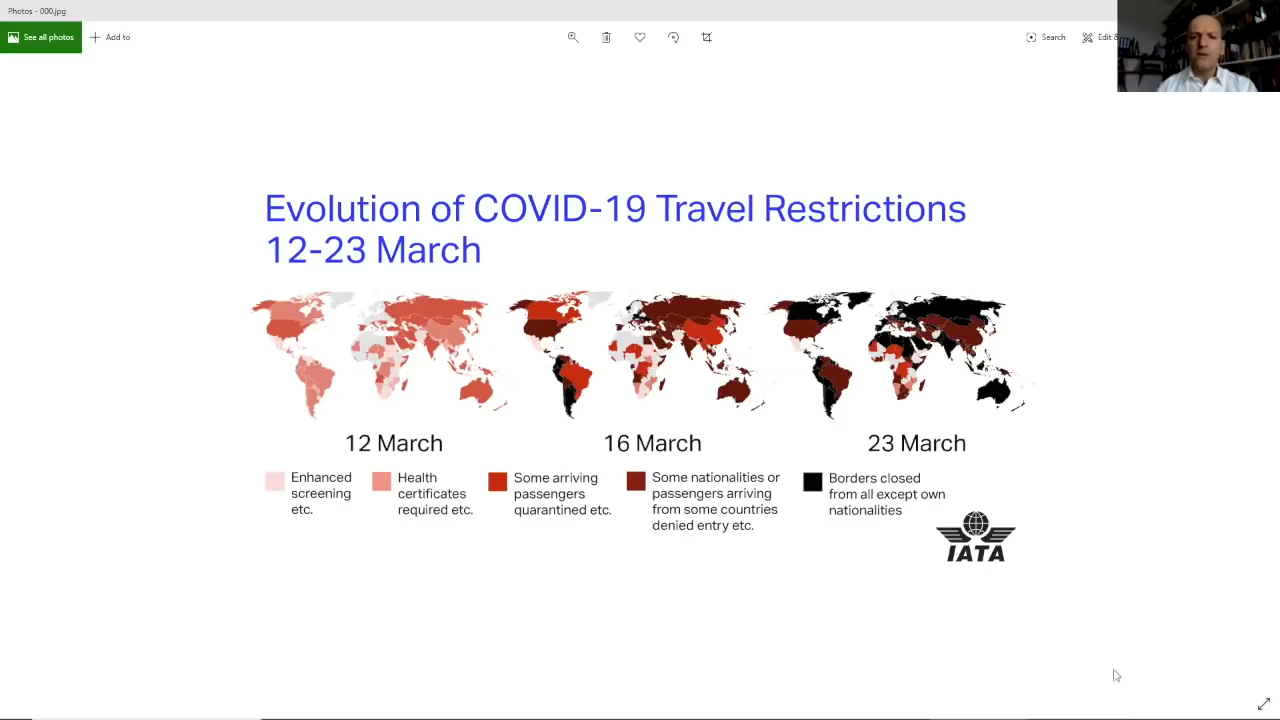 Photos - 000.jpg
See all photos
Add to
Search
Edit &
Evolution of COVID-19 Travel Restrictions
12-23 March
12 March
16 March
23 March
Enhanced
screening
etc.
Health
certificates
required etc.
Some arriving
passengers
quarantined etc.
Some nationalities or
passengers arriving
from some countries
denied entry etc.
Borders closed
from all except own
nationalities
IATA